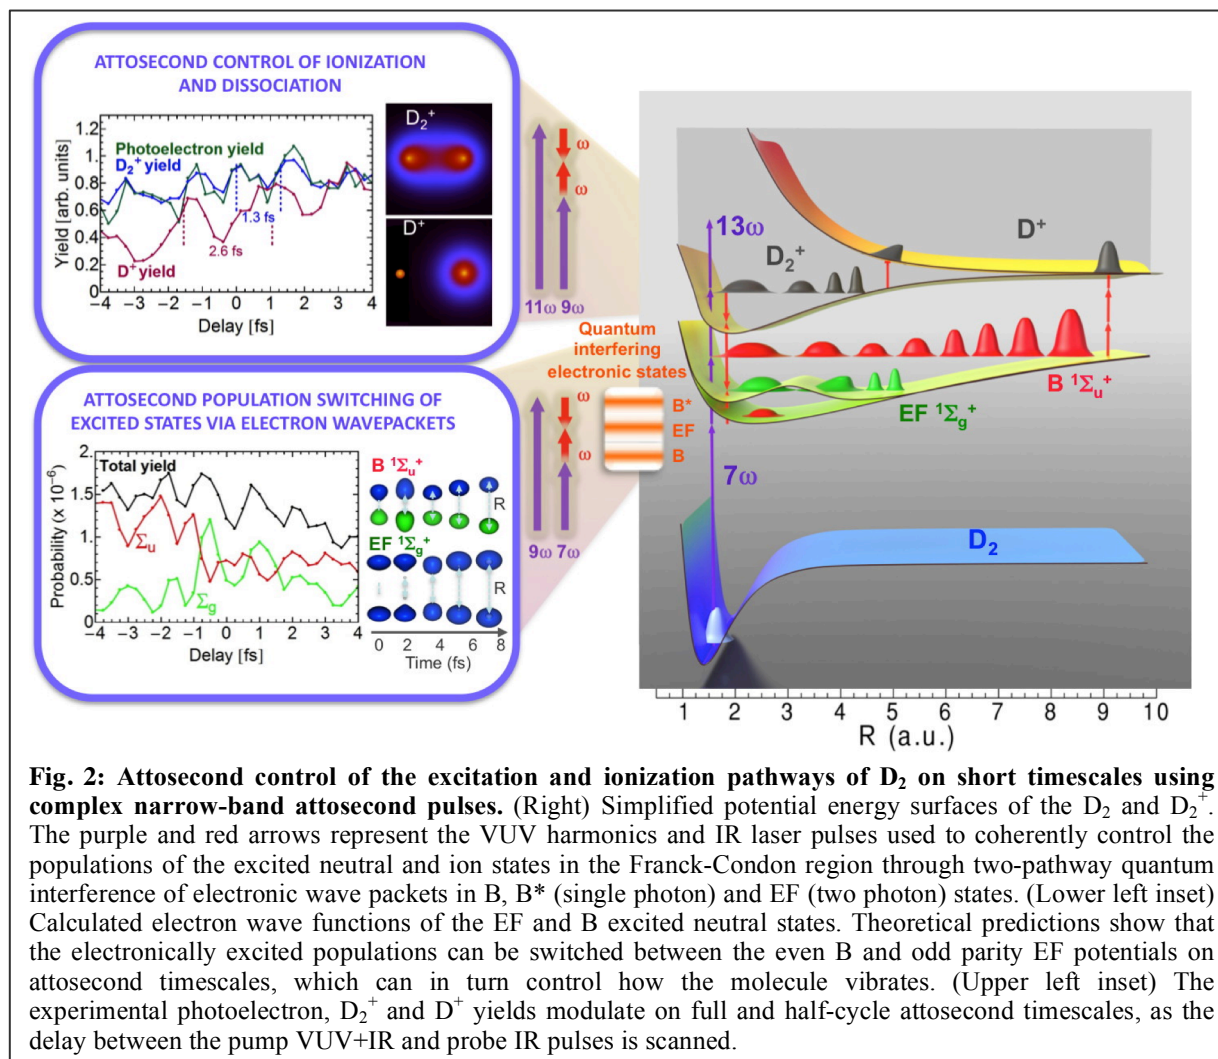 ATTOSECOND CONTROL OF IONIZATION
AND DISSOCIATION
Yield [arb. units]
1.2
1.0
0.8
0.6
0.4
0.2
0
Photoelectron yield
D₂⁺ yield
1.3 fs
2.6 fs
D⁺ yield
−4 −3 −2 −1 0 1 2 3 4
Delay [fs]
D₂⁺
D⁺
ω
ω
11ω 9ω
ATTOSECOND POPULATION SWITCHING OF
EXCITED STATES VIA ELECTRON WAVEPACKETS
Probability (x 10⁻⁶)
2.
1.5
1.0
0.5
0
Total yield
Σu
Σg
−4 −3 −2 −1 0 1 2 3 4
Delay [fs]
B ¹Σu⁺
R
EF ¹Σg⁺
R
0 2 4 6 8
Time (fs)
ω
ω
9ω 7ω
Quantum
interfering
electronic states
B*
EF
B
13ω
D⁺
D₂⁺
B ¹Σu⁺
EF ¹Σg⁺
7ω
D₂
1 2 3 4 5 6 7 8 9 10
R (a.u.)
Fig. 2: Attosecond control of the excitation and ionization pathways of D₂ on short timescales using
complex narrow-band attosecond pulses. (Right) Simplified potential energy surfaces of the D₂ and D₂⁺.
The purple and red arrows represent the VUV harmonics and IR laser pulses used to coherently control the
populations of the excited neutral and ion states in the Franck-Condon region through two-pathway quantum
interference of electronic wave packets in B, B* (single photon) and EF (two photon) states. (Lower left inset)
Calculated electron wave functions of the EF and B excited neutral states. Theoretical predictions show that
the electronically excited populations can be switched between the even B and odd parity EF potentials on
attosecond timescales, which can in turn control how the molecule vibrates. (Upper left inset) The
experimental photoelectron, D₂⁺ and D⁺ yields modulate on full and half-cycle attosecond timescales, as the
delay between the pump VUV+IR and probe IR pulses is scanned.